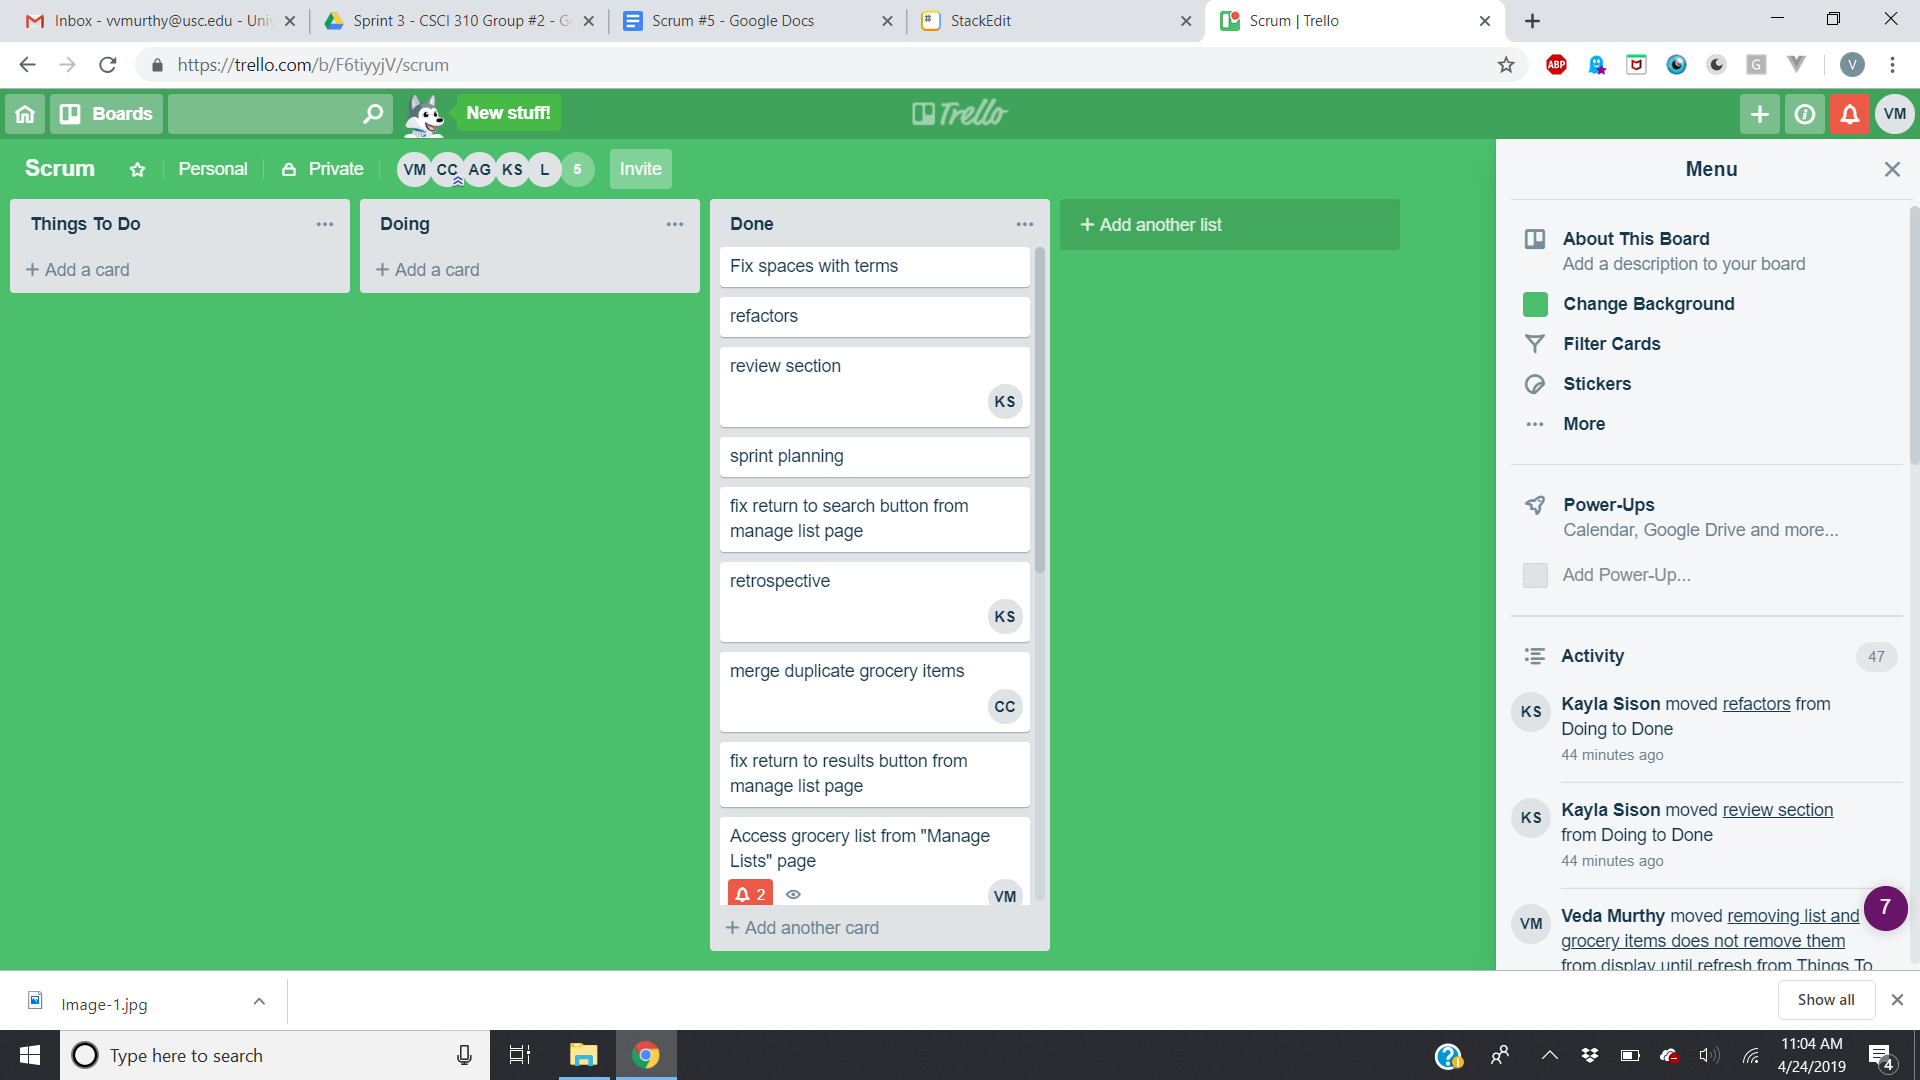 Inbox - vvmurthy@usc.edu - Uni
Sprint 3 - CSCI 310 Group #2 - G
Scrum #5 - Google Docs
StackEdit
Scrum | Trello
https://trello.com/b/F6tiyyjV/scrum
ABP
G
V
Boards
New stuff!
Trello
VM
Scrum
Personal
Private
VM CC AG KS L 5
Invite
Things To Do
+ Add a card
Doing
+ Add a card
Done
Fix spaces with terms
refactors
review section
KS
sprint planning
fix return to search button from
manage list page
retrospective
KS
merge duplicate grocery items
CC
fix return to results button from
manage list page
Access grocery list from "Manage
Lists" page
2
VM
+ Add another card
+ Add another list
Menu
About This Board
Add a description to your board
Change Background
Filter Cards
Stickers
More
Power-Ups
Calendar, Google Drive and more...
Add Power-Up...
Activity
47
KS
Kayla Sison moved refactors from
Doing to Done
44 minutes ago
KS
Kayla Sison moved review section
from Doing to Done
44 minutes ago
VM
Veda Murthy moved removing list and
grocery items does not remove them
from display until refresh from Things To
7
Image-1.jpg
Show all
Type here to search
11:04 AM
4/24/2019
4